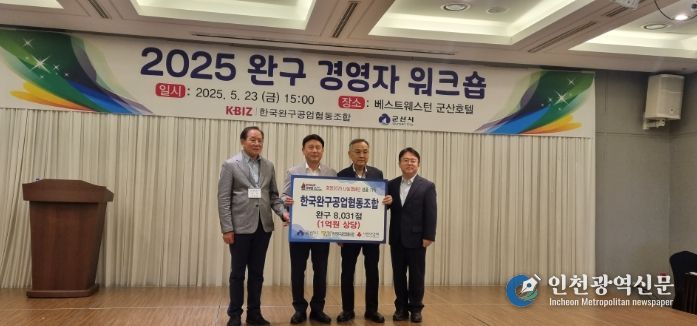 2025 완구 경영자 워크숍
일시 : 2025. 5. 23 (금) 15:00 장소 : 베스트웨스턴 군산호텔
K·BIZ 한국완구공업협동조합 군산시
한국완구공업협동조합
완구 8,031점
(1억원 상당)
인천광역신문
Incheon Metropolitan newspaper